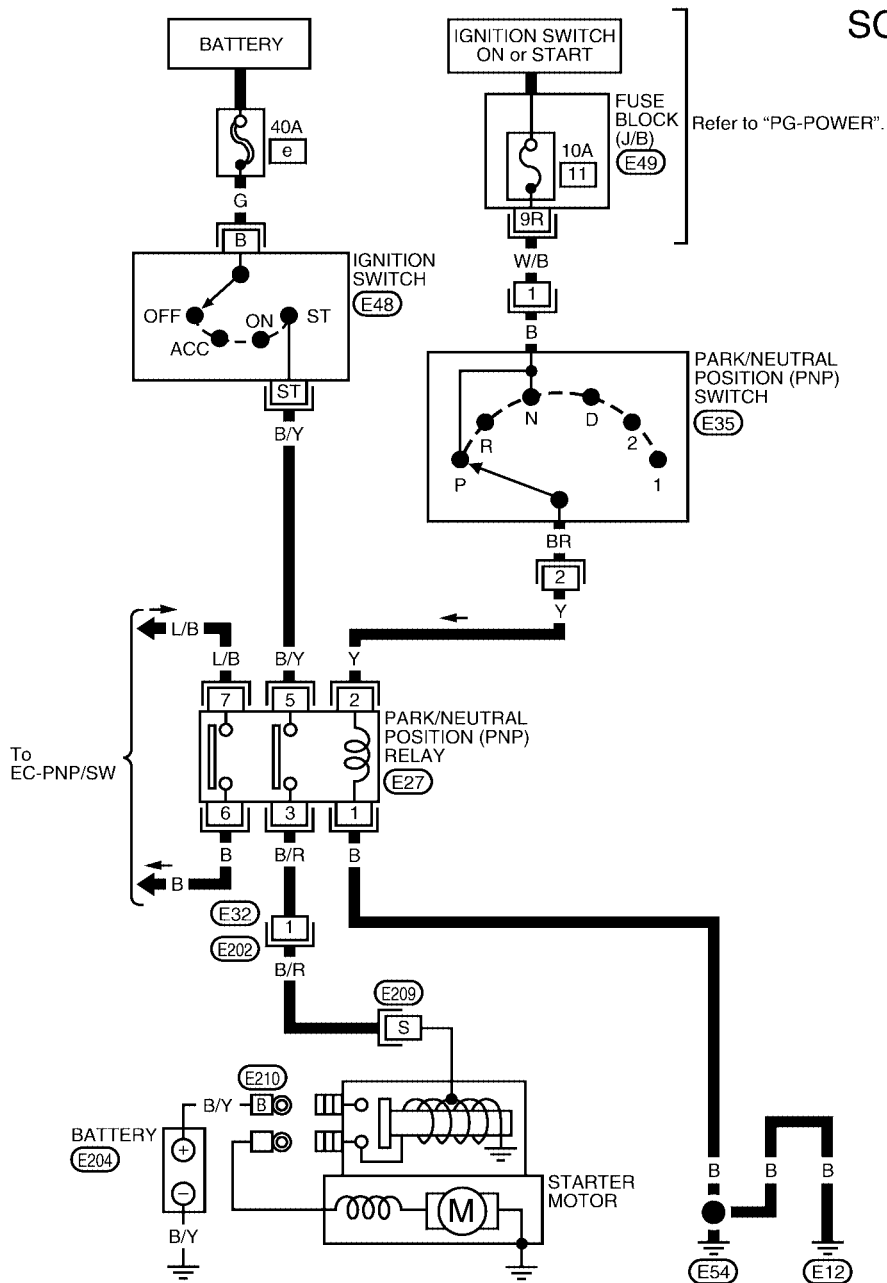 SC
BATTERY
IGNITION SWITCH
ON or START
40A
e
FUSE
BLOCK
(J/B)
E49
10A
11
Refer to “PG-POWER”.
G
9R
B
W/B
IGNITION
SWITCH
E48
OFF
ACC
ON
ST
1
B
ST
B/Y
PARK/NEUTRAL
POSITION (PNP)
SWITCH
E35
P
R
N
D
2
1
BR
2
Y
L/B
L/B
B/Y
Y
7
5
2
PARK/NEUTRAL
POSITION (PNP)
RELAY
E27
To
EC-PNP/SW
6
3
1
B
B/R
B
B
E32
1
E202
B/R
E209
S
E210
B/Y
B
BATTERY
E204
+
−
B/Y
STARTER
MOTOR
M
B
B
B
E54
E12